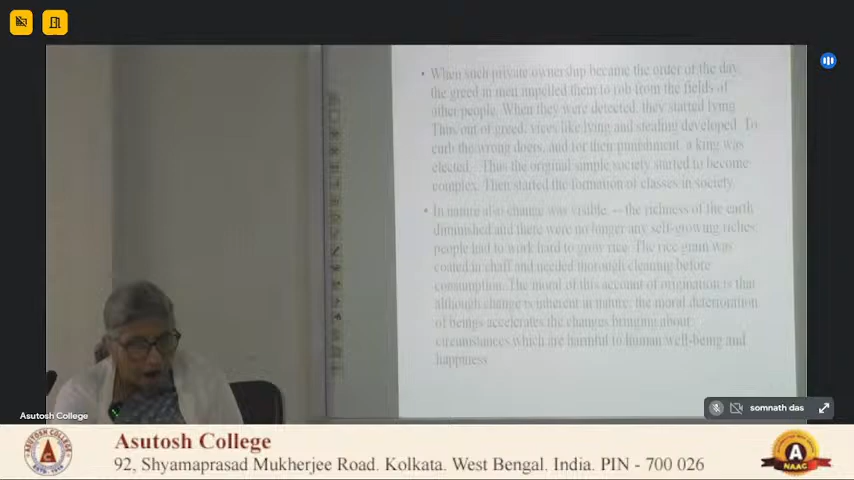 • When such private ownership became the order of the day,
the greed in men impelled them to rob from the fields of
other people. When they were detected, they started lying.
Thus out of greed, vices like lying and stealing developed. To
curb the wrong doers, and for their punishment, a king was
elected. Thus the original simple society started to become
complex. Then started the formation of classes in society.
• In nature also change was visible – the richness of the earth
diminished and there were no longer any self-growing riches;
people had to work hard to grow rice. The rice grain was
coated in chaff and needed thorough cleaning before
consumption. The moral of this account of origination is that
although change is inherent in nature, the moral deterioration
of beings accelerates the changes bringing about
circumstances which are harmful to human well-being and
happiness
somnath das
Asutosh College
ASUTOSH COLLEGE
Asutosh College
92, Shyamaprasad Mukherjee Road. Kolkata. West Bengal, India. PIN - 700 026
A
NAAC